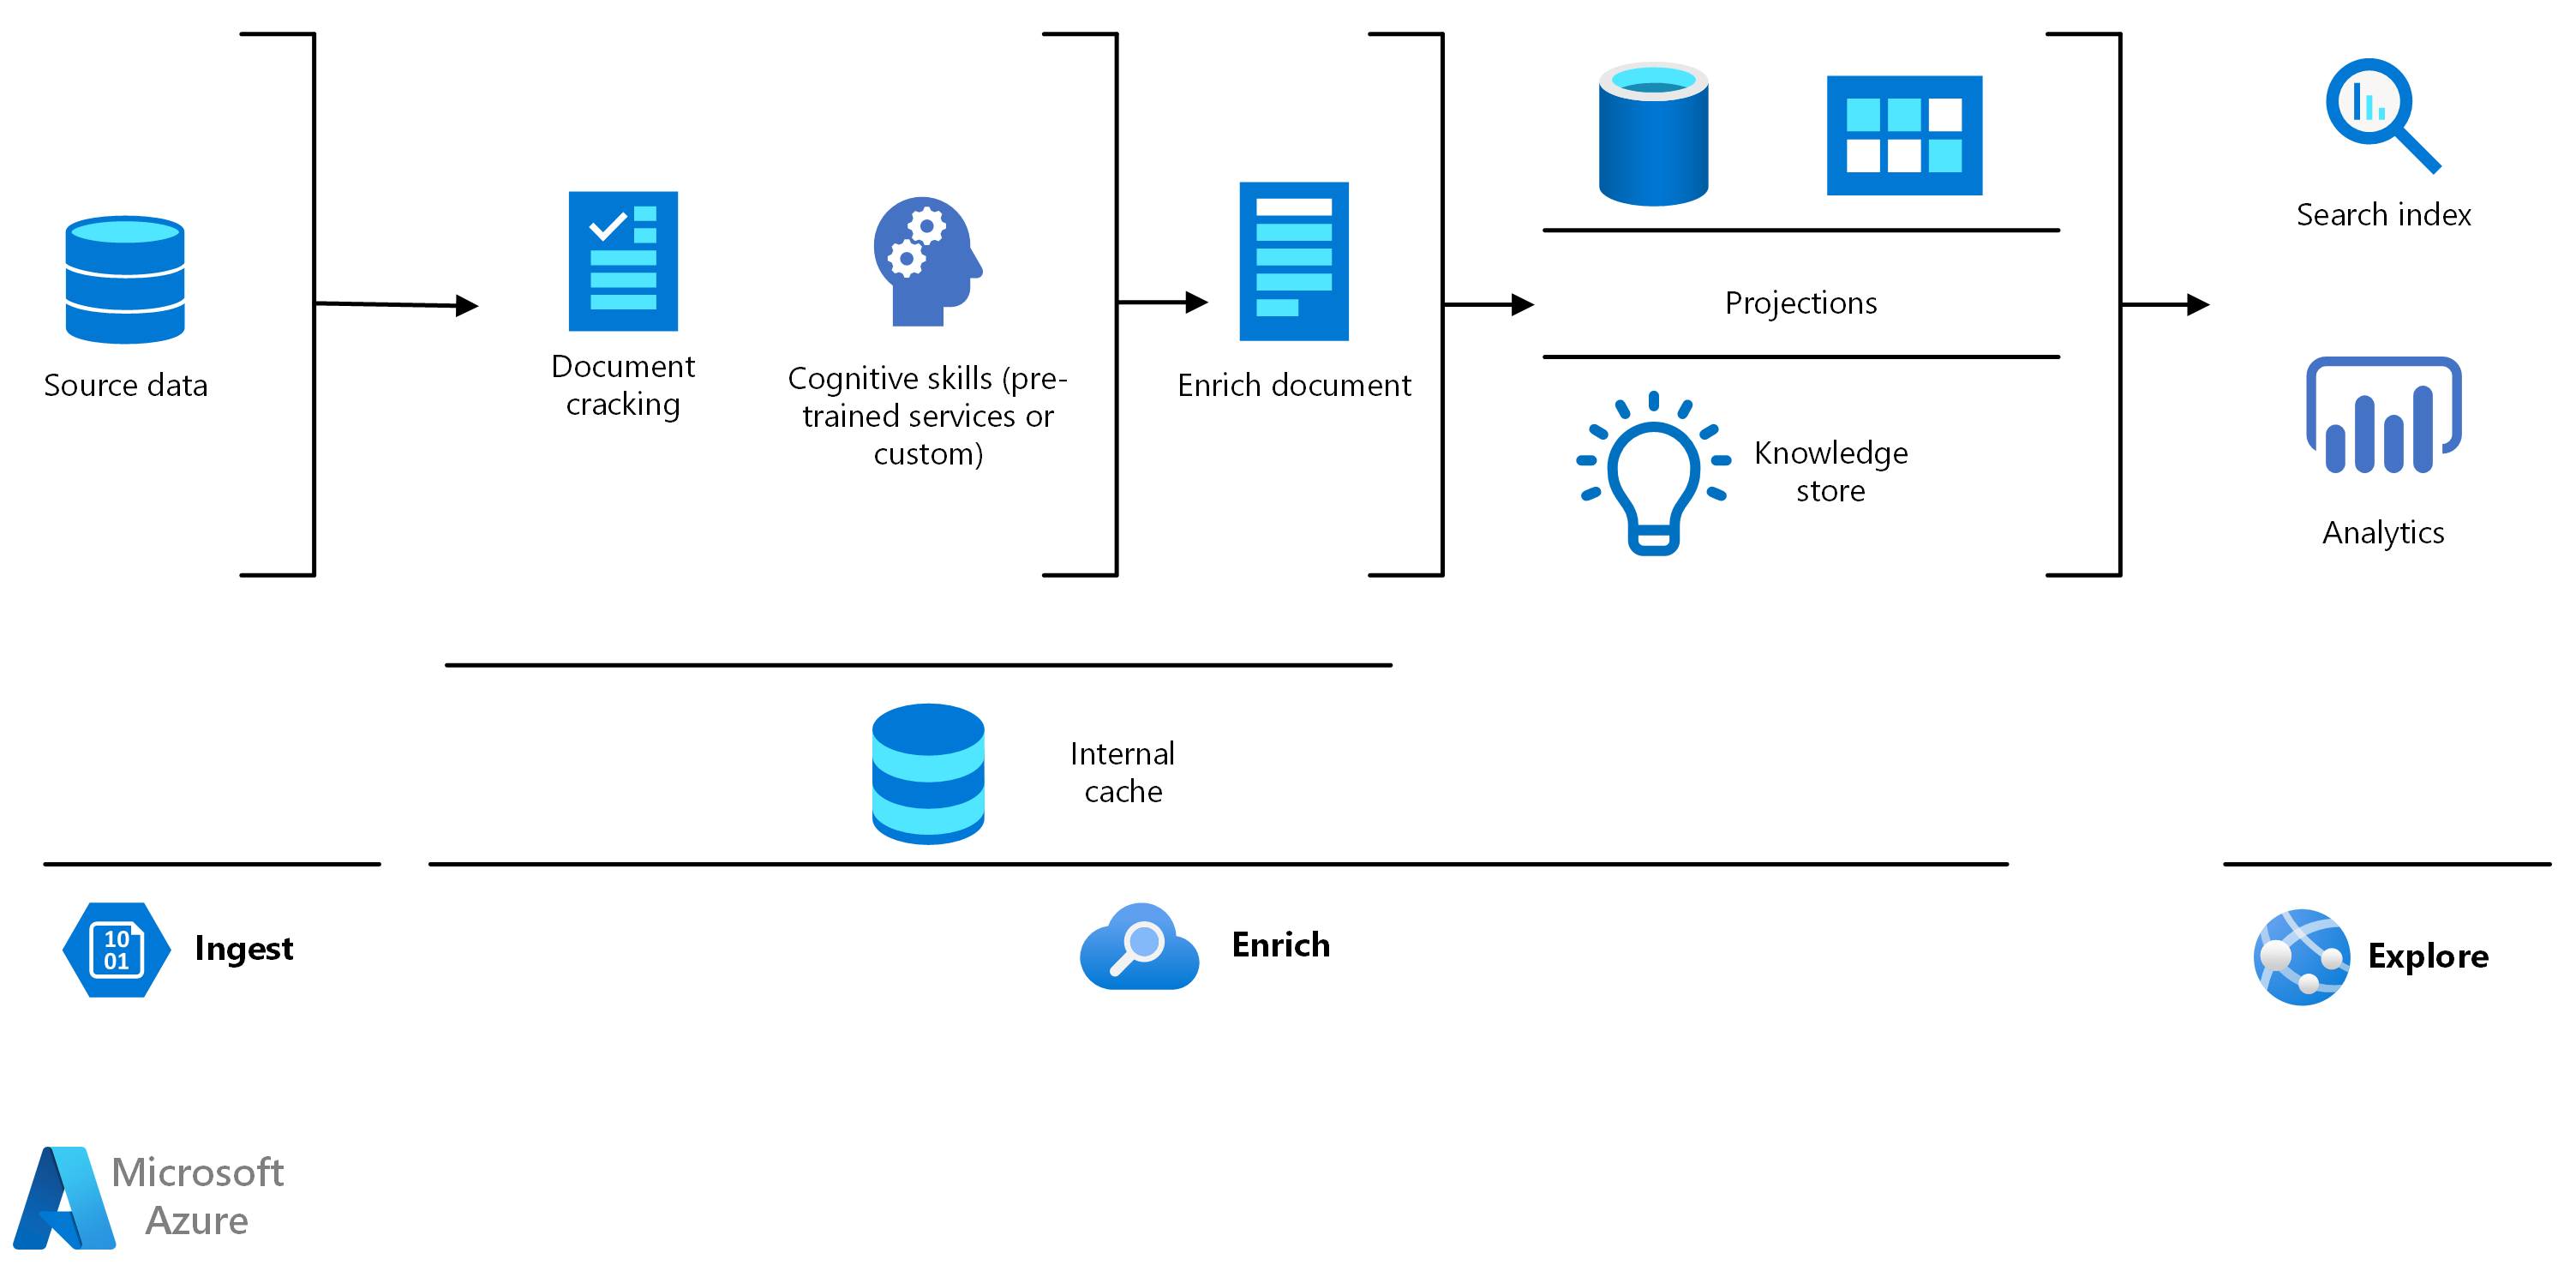 Source data
Document
cracking
Cognitive skills (pre-
trained services or
custom)
Enrich document
Projections
Knowledge
store
Search index
Analytics
Internal
cache
10
01
Ingest
Enrich
Explore
Microsoft
Azure